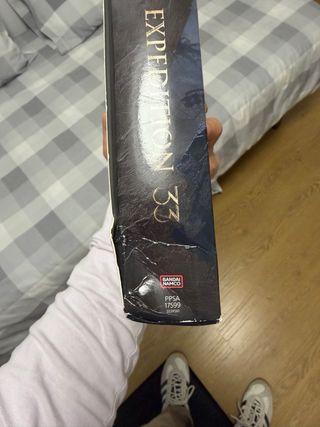 EXPEDITION 33
BANDAI
NAMCO
PPSA
17599